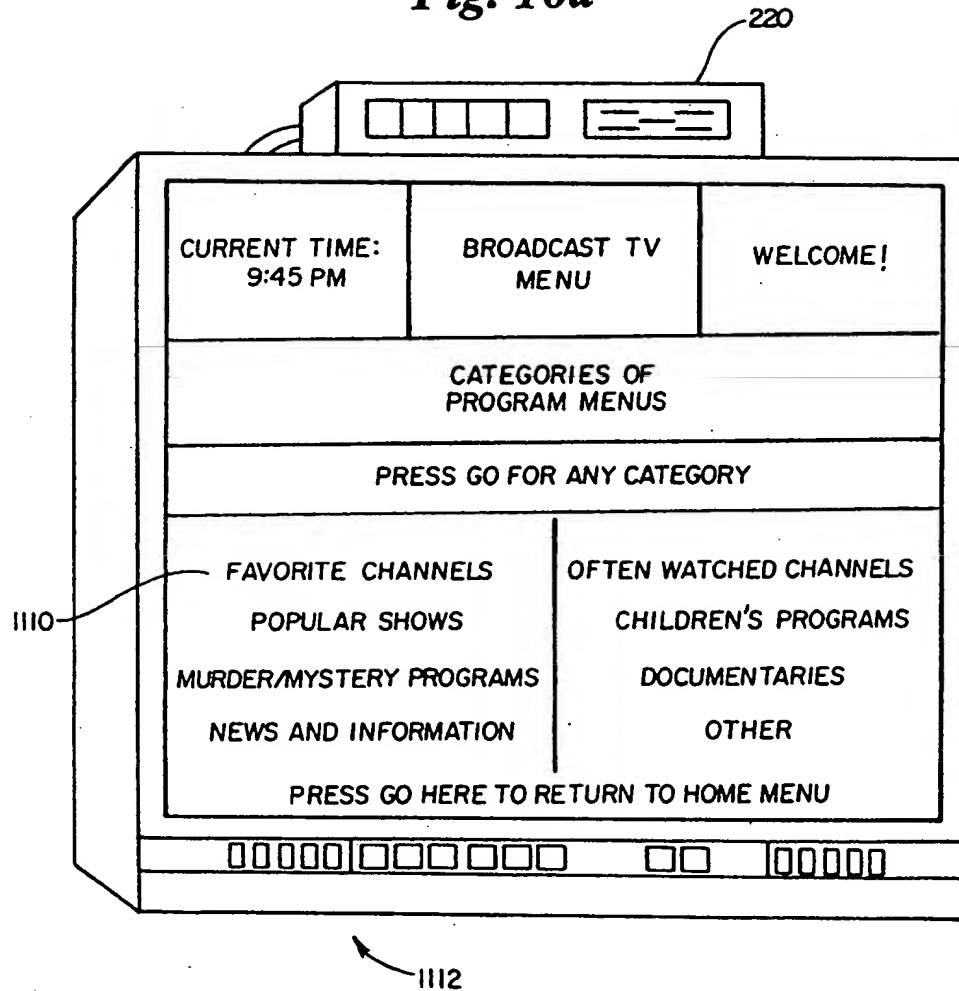 Fig. 10a
220
CURRENT TIME:
9:45 PM
BROADCAST TV
MENU
WELCOME!
CATEGORIES OF
PROGRAM MENUS
PRESS GO FOR ANY CATEGORY
1110
FAVORITE CHANNELS
OFTEN WATCHED CHANNELS
POPULAR SHOWS
CHILDREN'S PROGRAMS
MURDER/MYSTERY PROGRAMS
DOCUMENTARIES
NEWS AND INFORMATION
OTHER
PRESS GO HERE TO RETURN TO HOME MENU
1112